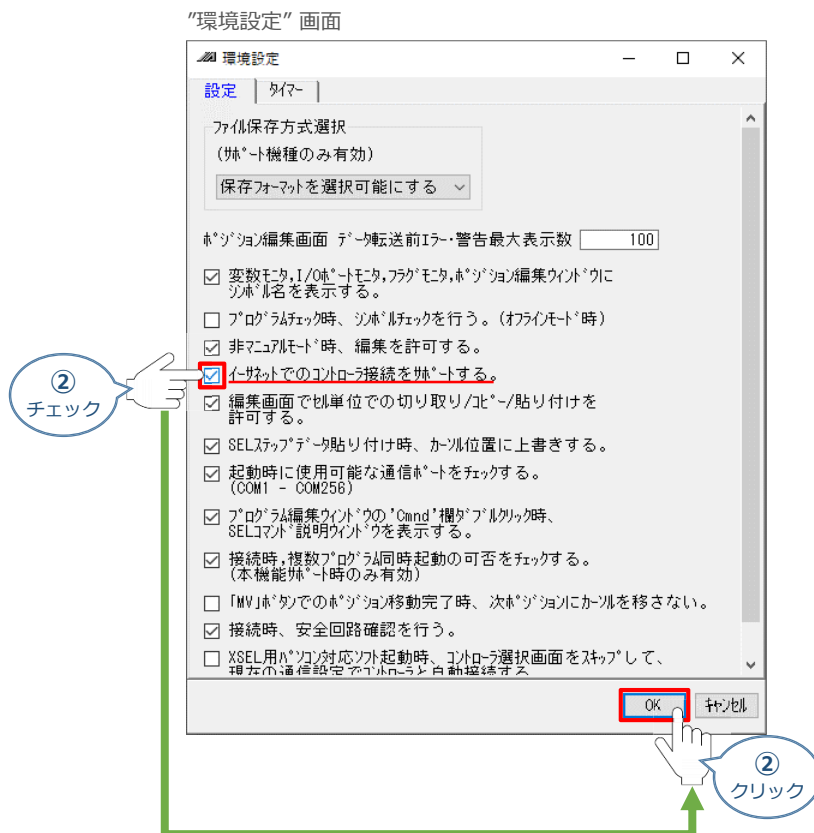 ”環境設定” 画面
環境設定
設定
ﾀｲﾏｰ
ﾌｧｲﾙ保存方式選択
(ｻﾎﾟｰﾄ機種のみ有効)
保存ﾌｫｰﾏｯﾄを選択可能にする
ﾎﾟｼﾞｼｮﾝ編集画面 ﾃﾞｰﾀ転送前ｴﾗｰ･警告最大表示数 100
変数ﾓﾆﾀ,I/Oﾎﾟｰﾄﾓﾆﾀ,ﾌﾗｸﾞﾓﾆﾀ,ﾎﾟｼﾞｼｮﾝ編集ｳｨﾝﾄﾞｳに
ｼﾝﾎﾞﾙ名を表示する。
ﾌﾟﾛｸﾞﾗﾑﾁｪｯｸ時、ｼﾝﾎﾞﾙﾁｪｯｸを行う。(ｵﾌﾗｲﾝﾓｰﾄﾞ時)
非ﾏﾆｭｱﾙﾓｰﾄﾞ時、編集を許可する。
ｲｰｻﾈｯﾄでのｺﾝﾄﾛｰﾗ接続をｻﾎﾟｰﾄする。
編集画面でｾﾙ単位での切り取り/ｺﾋﾟｰ/貼り付けを
許可する。
SELｽﾃｯﾌﾟﾃﾞｰﾀ貼り付け時、ｶｰｿﾙ位置に上書きする。
起動時に使用可能な通信ﾎﾟｰﾄをﾁｪｯｸする。
(COM1 - COM256)
ﾌﾟﾛｸﾞﾗﾑ編集ｳｨﾝﾄﾞｳの'Cmnd'欄ﾀﾞﾌﾞﾙｸﾘｯｸ時、
SELｺﾏﾝﾄﾞ説明ｳｨﾝﾄﾞｳを表示する。
接続時,複数ﾌﾟﾛｸﾞﾗﾑ同時起動の可否をﾁｪｯｸする。
(本機能ｻﾎﾟｰﾄ時のみ有効)
｢MV｣ﾎﾞﾀﾝでのﾎﾟｼﾞｼｮﾝ移動完了時、次ﾎﾟｼﾞｼｮﾝにｶｰｿﾙを移さない。
接続時、安全回路確認を行う。
XSEL用ﾊﾟｿｺﾝ対応ｿﾌﾄ起動時、ｺﾝﾄﾛｰﾗ選択画面をｽｷｯﾌﾟして、
現在の通信設定でｺﾝﾄﾛｰﾗと自動接続する
OK
ｷｬﾝｾﾙ
②
チェック
②
クリック